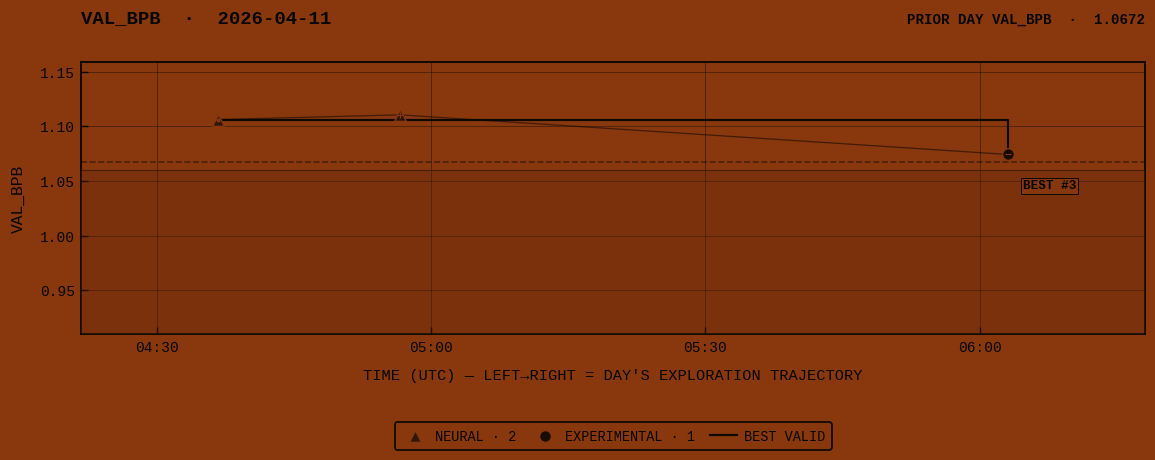 VAL_BPB · 2026-04-11
PRIOR DAY VAL_BPB · 1.0672
1.15
1.10
1.05
1.00
0.95
VAL_BPB
BEST #3
04:30
05:00
05:30
06:00
TIME (UTC) — LEFT→RIGHT = DAY'S EXPLORATION TRAJECTORY
NEURAL · 2
EXPERIMENTAL · 1
BEST VALID